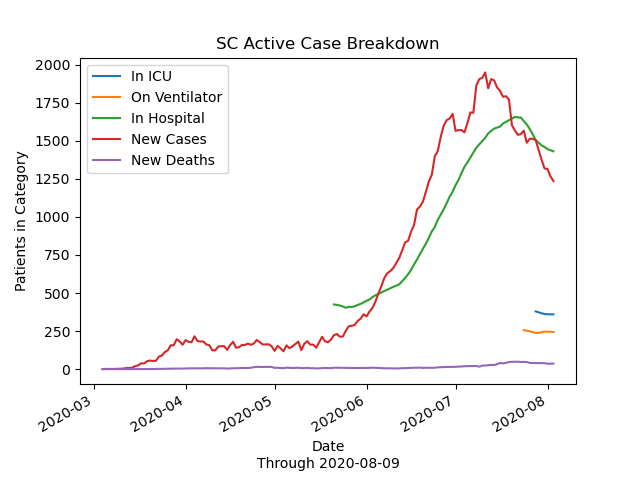 SC Active Case Breakdown
In ICU
On Ventilator
In Hospital
New Cases
New Deaths
Patients in Category
2000
1750
1500
1250
1000
750
500
250
0
2020-03
2020-04
2020-05
2020-06
2020-07
2020-08
Date
Through 2020-08-09